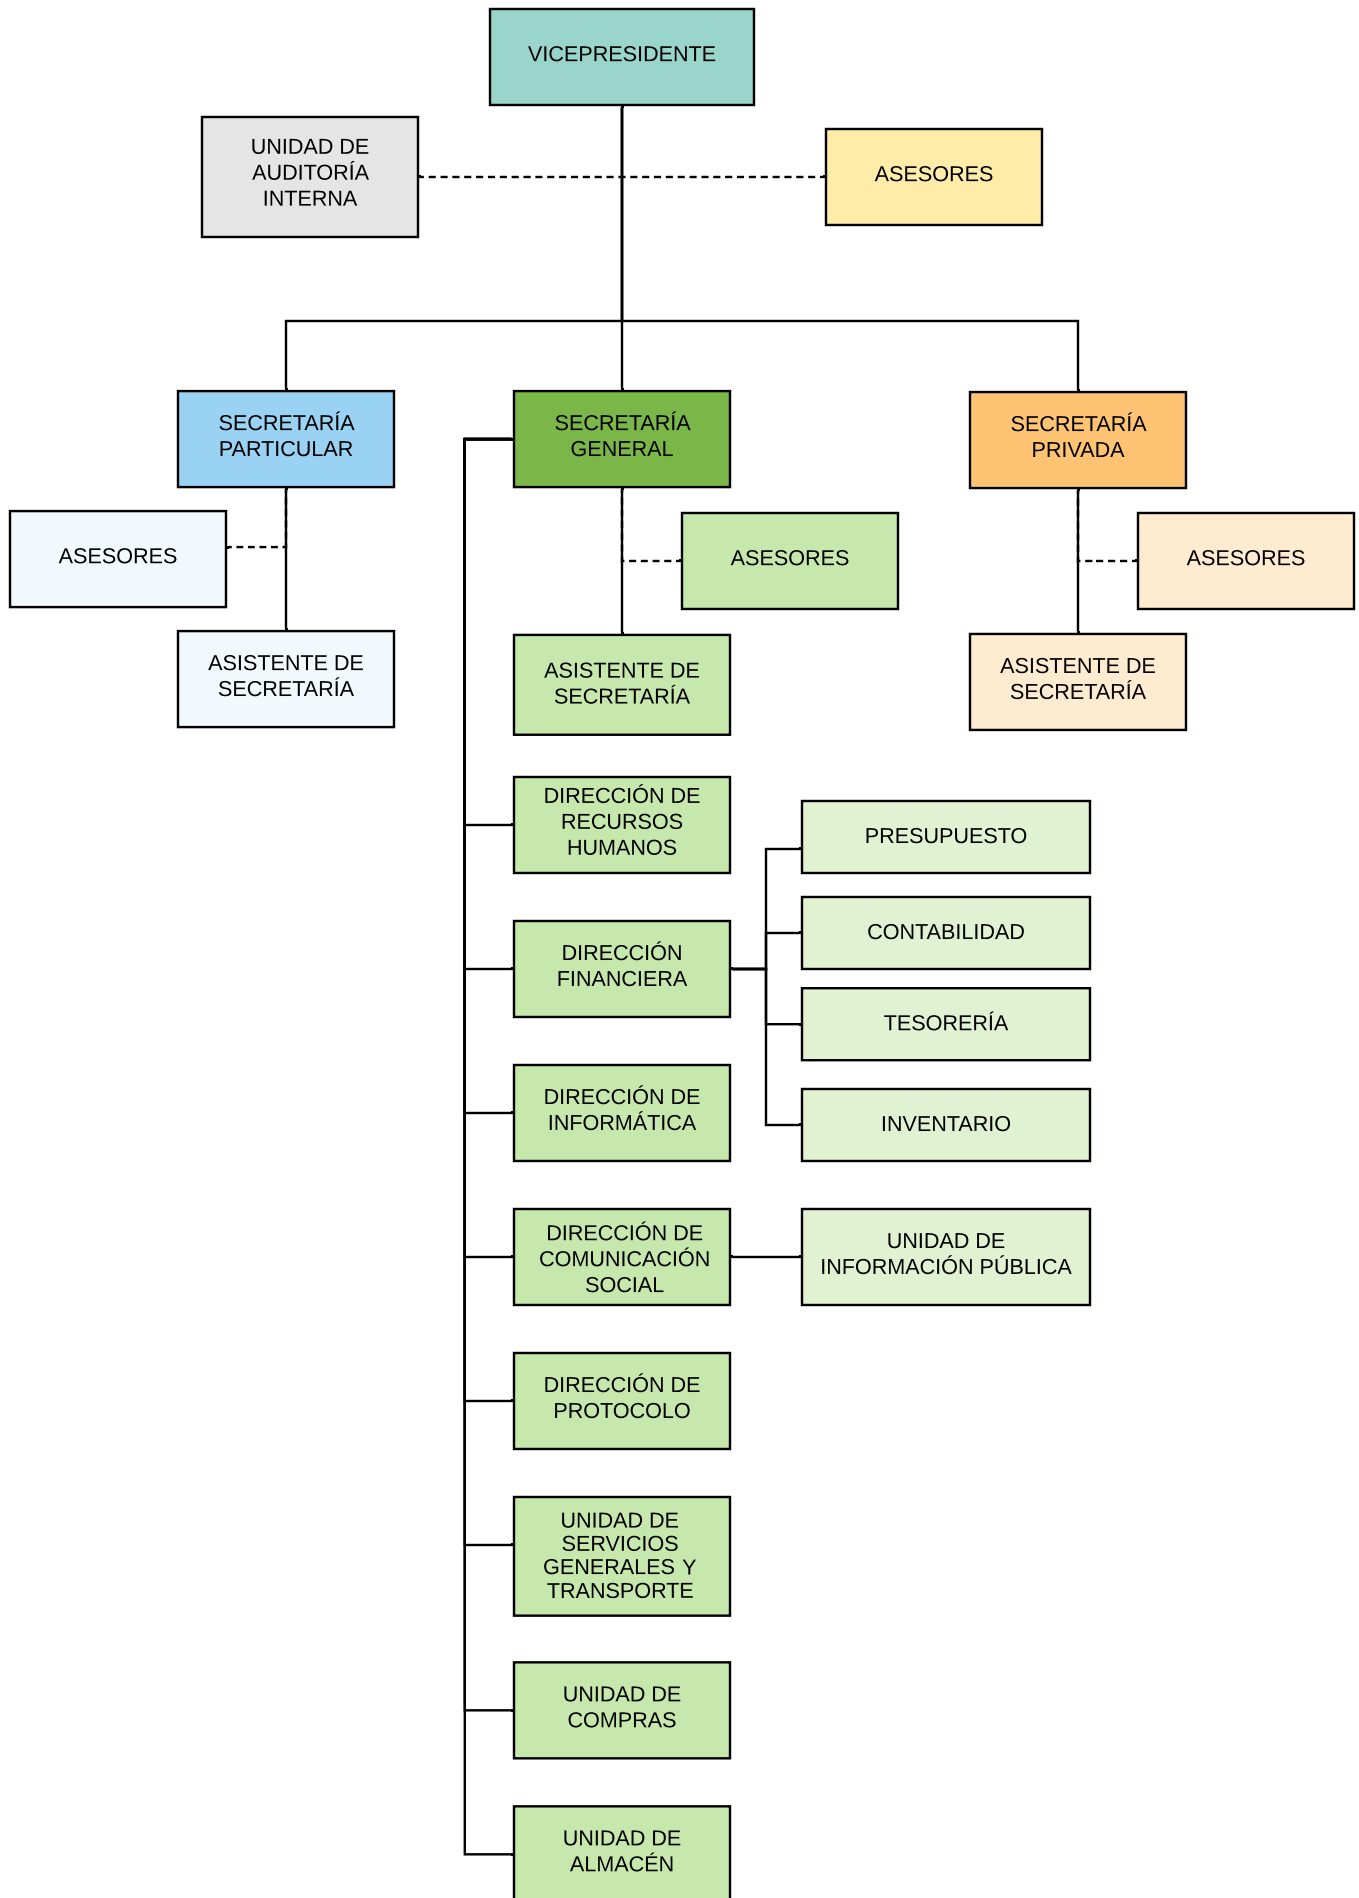 VICEPRESIDENTE
UNIDAD DE
AUDITORÍA
INTERNA
ASESORES
SECRETARÍA
PARTICULAR
SECRETARÍA
GENERAL
SECRETARÍA
PRIVADA
ASESORES
ASESORES
ASESORES
ASISTENTE DE
SECRETARÍA
ASISTENTE DE
SECRETARÍA
ASISTENTE DE
SECRETARÍA
DIRECCIÓN DE
RECURSOS
HUMANOS
PRESUPUESTO
CONTABILIDAD
DIRECCIÓN
FINANCIERA
TESORERÍA
INVENTARIO
DIRECCIÓN DE
INFORMÁTICA
DIRECCIÓN DE
COMUNICACIÓN
SOCIAL
UNIDAD DE
INFORMACIÓN PÚBLICA
DIRECCIÓN DE
PROTOCOLO
UNIDAD DE
SERVICIOS
GENERALES Y
TRANSPORTE
UNIDAD DE
COMPRAS
UNIDAD DE
ALMACÉN